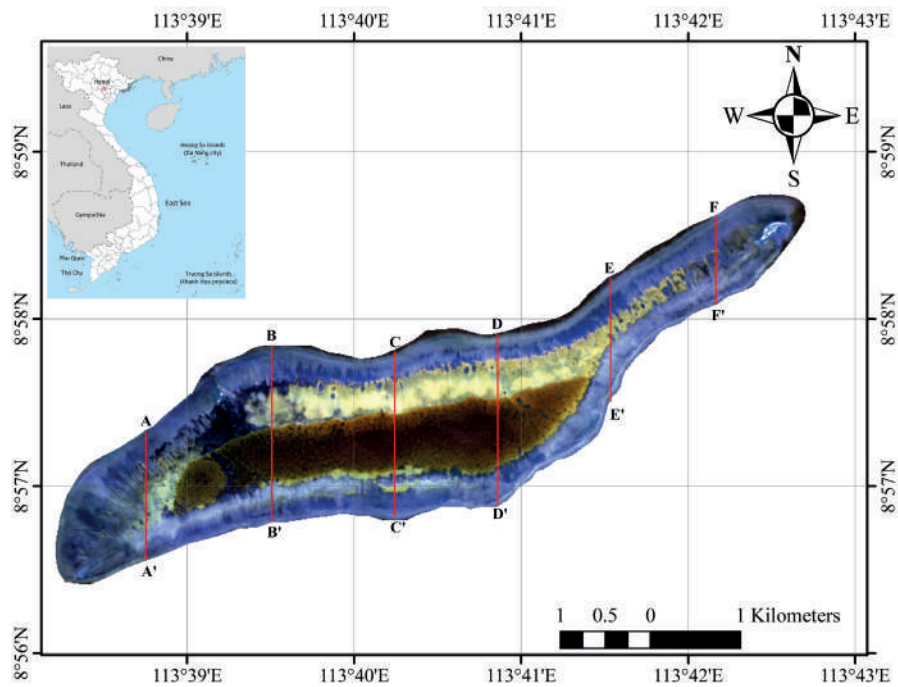 113°39'E 113°40'E 113°41'E 113°42'E 113°43'E
China
Hanoi
Laos
Hoang Sa islands
(Da Nang city)
Thailand
East Sea
Campuchia
Phu Quoc
Tho Chu
Truong Sa islands
(Khanh Hoa province)
N
W E
S
8°59'N 8°59'N
F
E
F'
8°58'N 8°58'N
B C D
A
E'
8°57'N 8°57'N
B' C' D'
A'
1 0.5 0 1 Kilometers
8°56'N 8°56'N
113°39'E 113°40'E 113°41'E 113°42'E 113°43'E